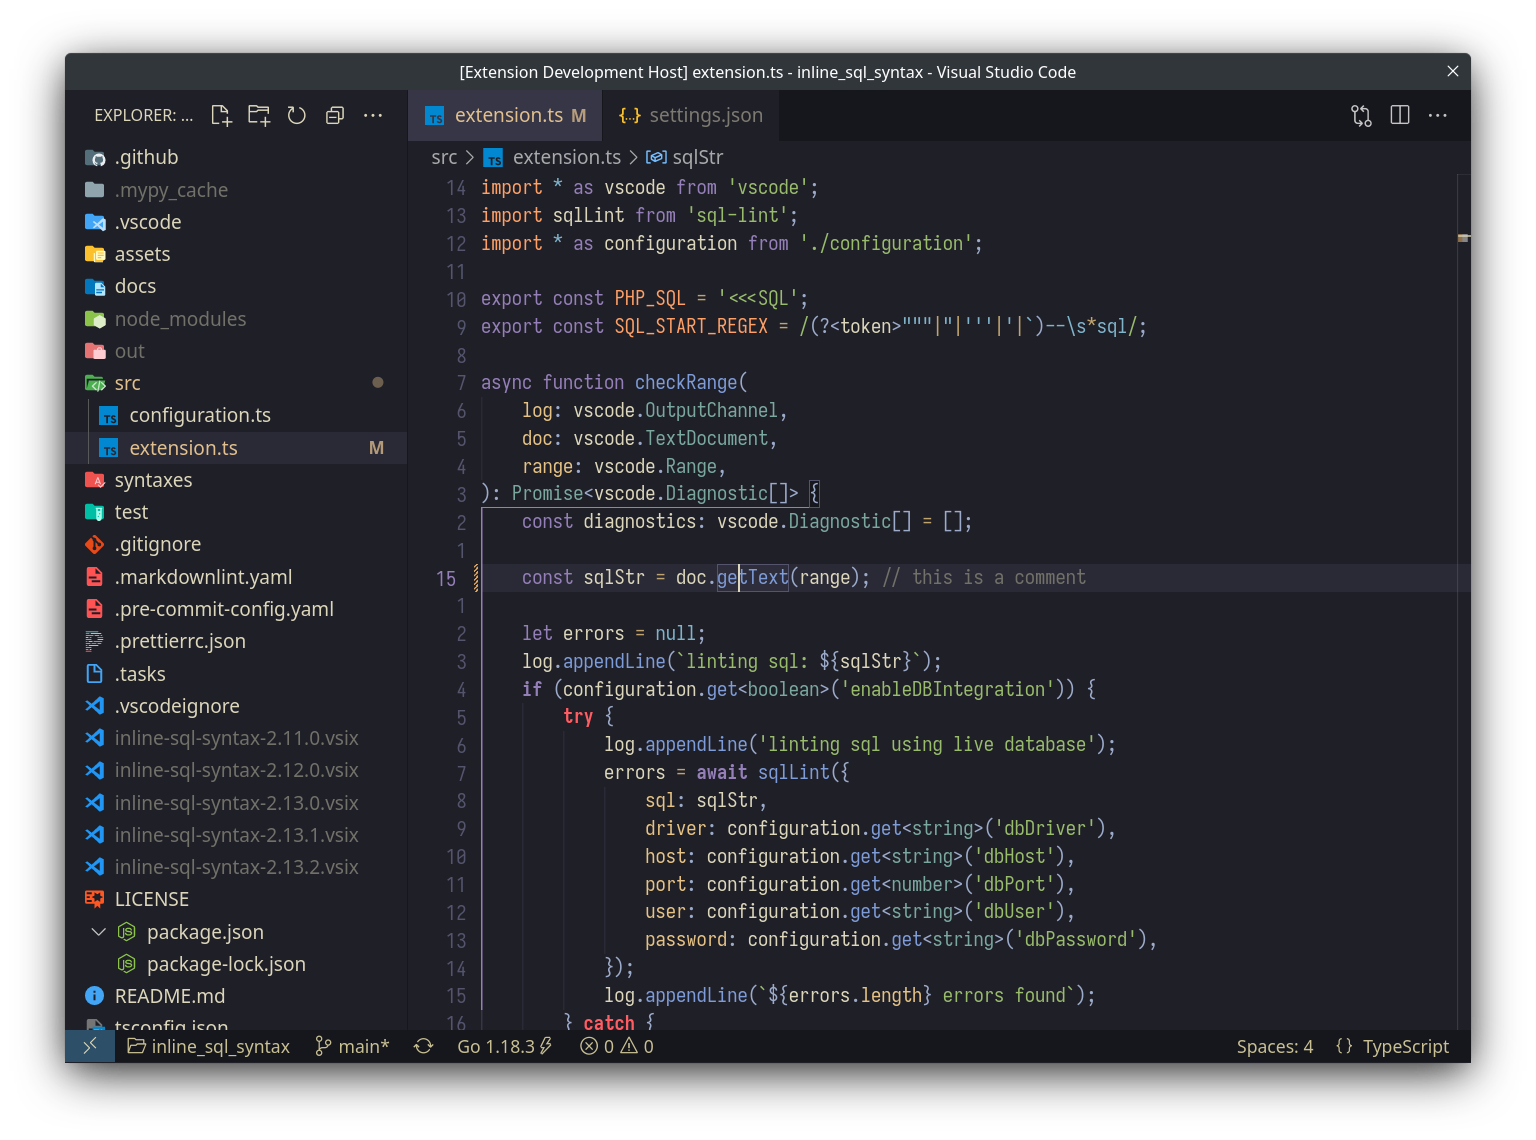 [Extension Development Host] extension.ts - inline_sql_syntax - Visual Studio Code
EXPLORER: ...
.github
.mypy_cache
.vscode
assets
docs
node_modules
out
src
configuration.ts
extension.ts M
syntaxes
test
.gitignore
.markdownlint.yaml
.pre-commit-config.yaml
.prettierrc.json
.tasks
.vscodeignore
inline-sql-syntax-2.11.0.vsix
inline-sql-syntax-2.12.0.vsix
inline-sql-syntax-2.13.0.vsix
inline-sql-syntax-2.13.1.vsix
inline-sql-syntax-2.13.2.vsix
LICENSE
package.json
package-lock.json
README.md
tsconfig.json
TS extension.ts M {..} settings.json
src > TS extension.ts > sqlStr
14 import * as vscode from 'vscode';
13 import sqlLint from 'sql-lint';
12 import * as configuration from './configuration';
11
10 export const PHP_SQL = '<<<SQL';
9 export const SQL_START_REGEX = /(?<token>"""|"|'''|'|`)--\s*sql/;
8
7 async function checkRange(
6 log: vscode.OutputChannel,
5 doc: vscode.TextDocument,
4 range: vscode.Range,
3 ): Promise<vscode.Diagnostic[]> {
2 const diagnostics: vscode.Diagnostic[] = [];
1
15 const sqlStr = doc.getText(range); // this is a comment
1
2 let errors = null;
3 log.appendLine(`linting sql: ${sqlStr}`);
4 if (configuration.get<boolean>('enableDBIntegration')) {
5 try {
6 log.appendLine('linting sql using live database');
7 errors = await sqlLint({
8 sql: sqlStr,
9 driver: configuration.get<string>('dbDriver'),
10 host: configuration.get<string>('dbHost'),
11 port: configuration.get<number>('dbPort'),
12 user: configuration.get<string>('dbUser'),
13 password: configuration.get<string>('dbPassword'),
14 });
15 log.appendLine(`${errors.length} errors found`);
16 } catch {
inline_sql_syntax main* Go 1.18.3 0 0 Spaces: 4 {} TypeScript